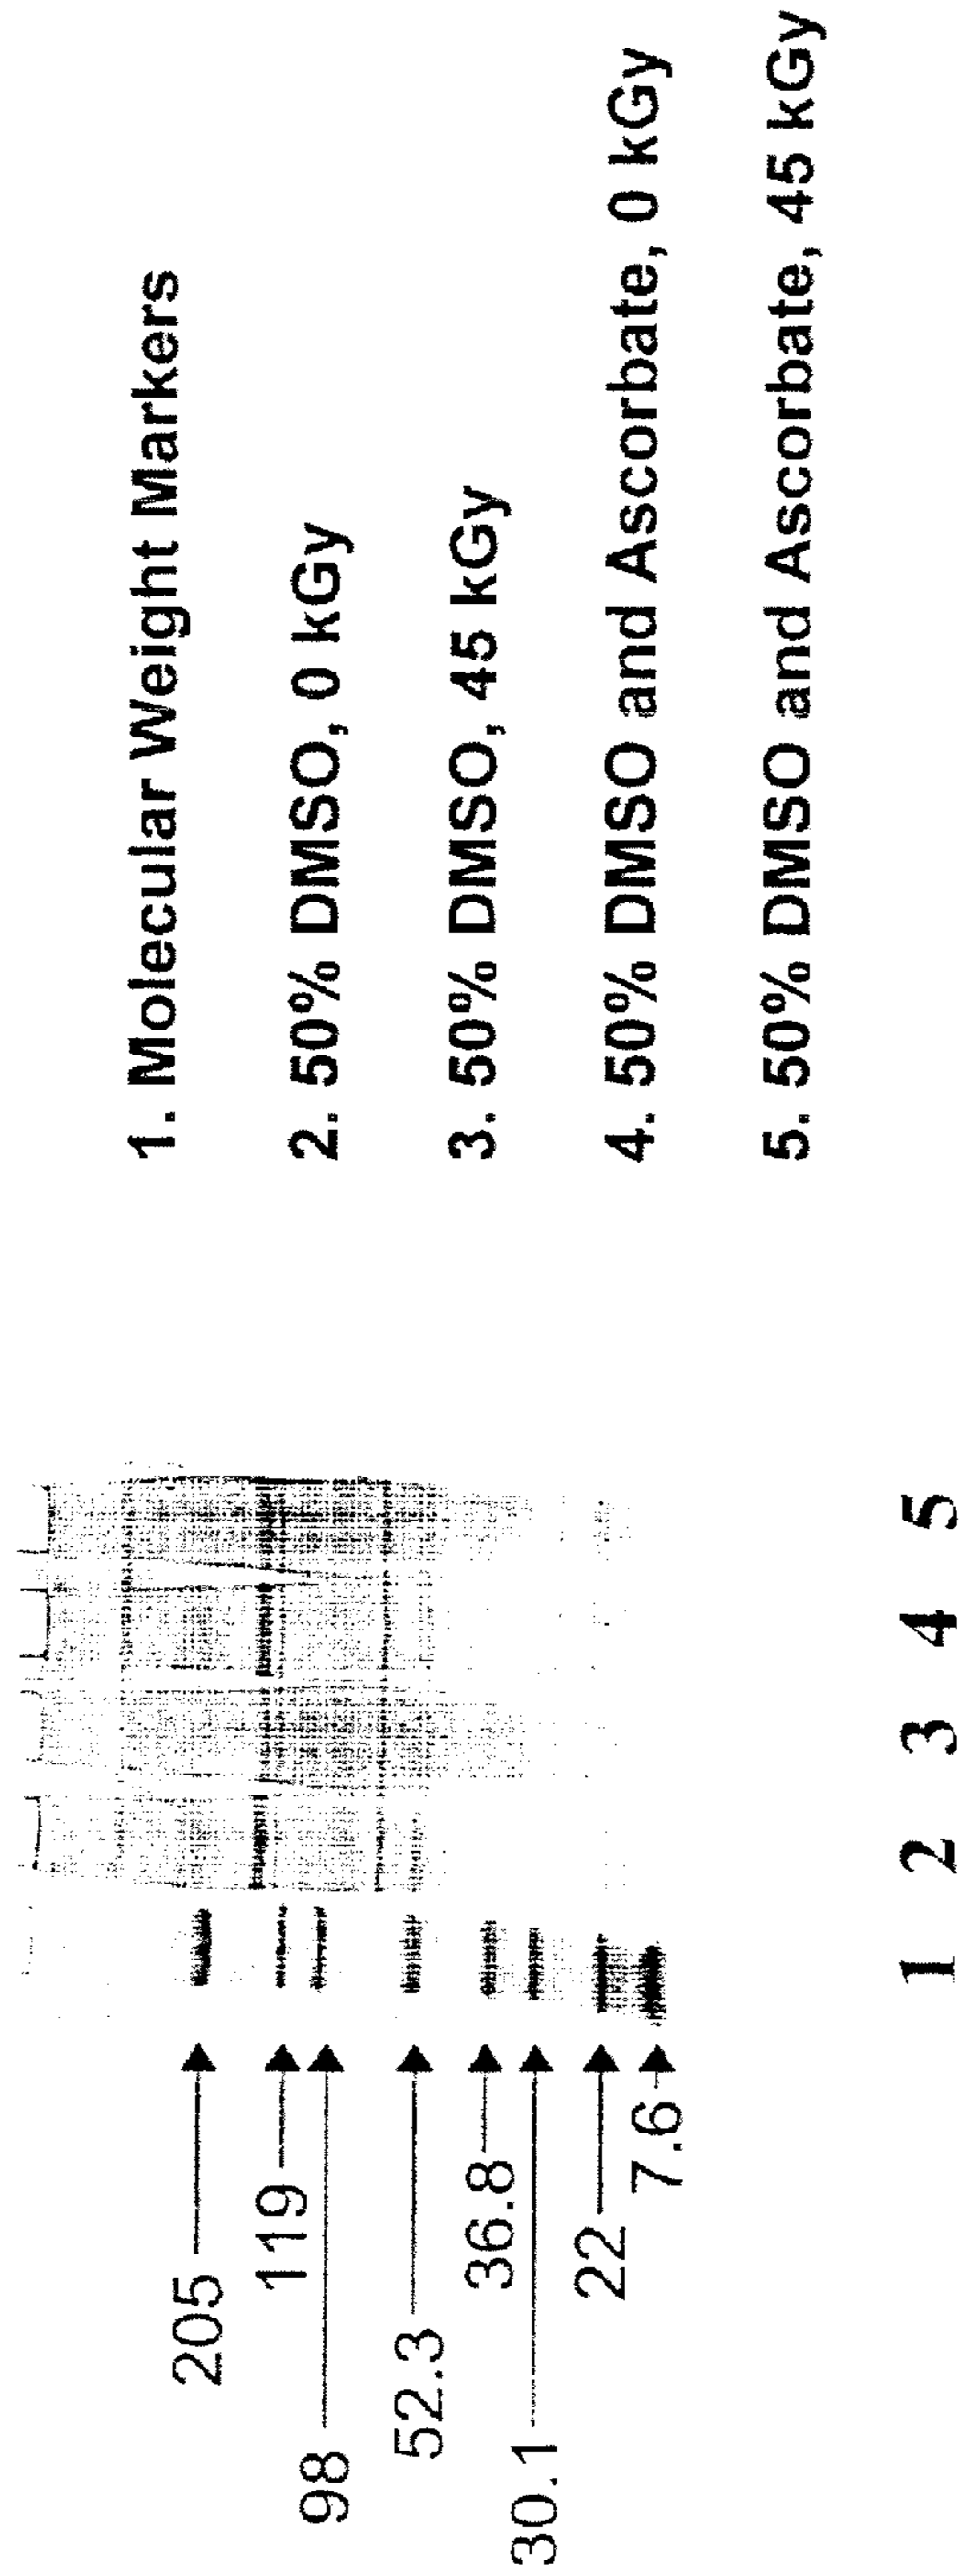 205
119
98
52.3
36.8
30.1
22
7.6
1 2 3 4 5
1. Molecular Weight Markers
2. 50% DMSO, 0 kGy
3. 50% DMSO, 45 kGy
4. 50% DMSO and Ascorbate, 0 kGy
5. 50% DMSO and Ascorbate, 45 kGy